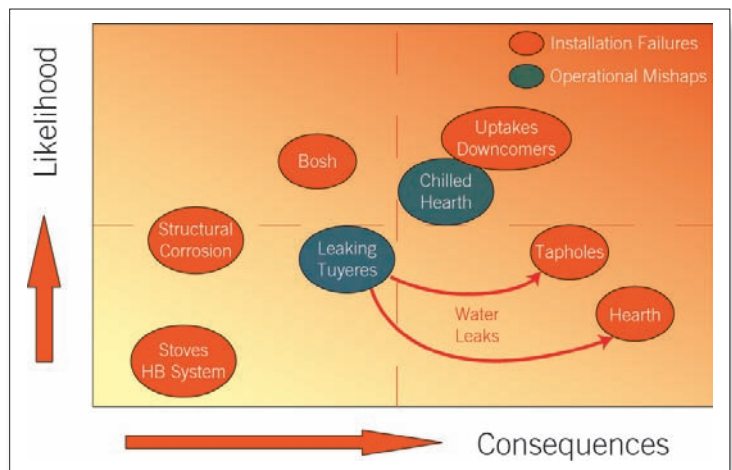 Likelihood
Installation Failures
Operational Mishaps
Uptakes
Downcomers
Bosh
Chilled
Hearth
Structural
Corrosion
Leaking
Tuyeres
Tapholes
Water
Leaks
Hearth
Stoves
HB System
Consequences